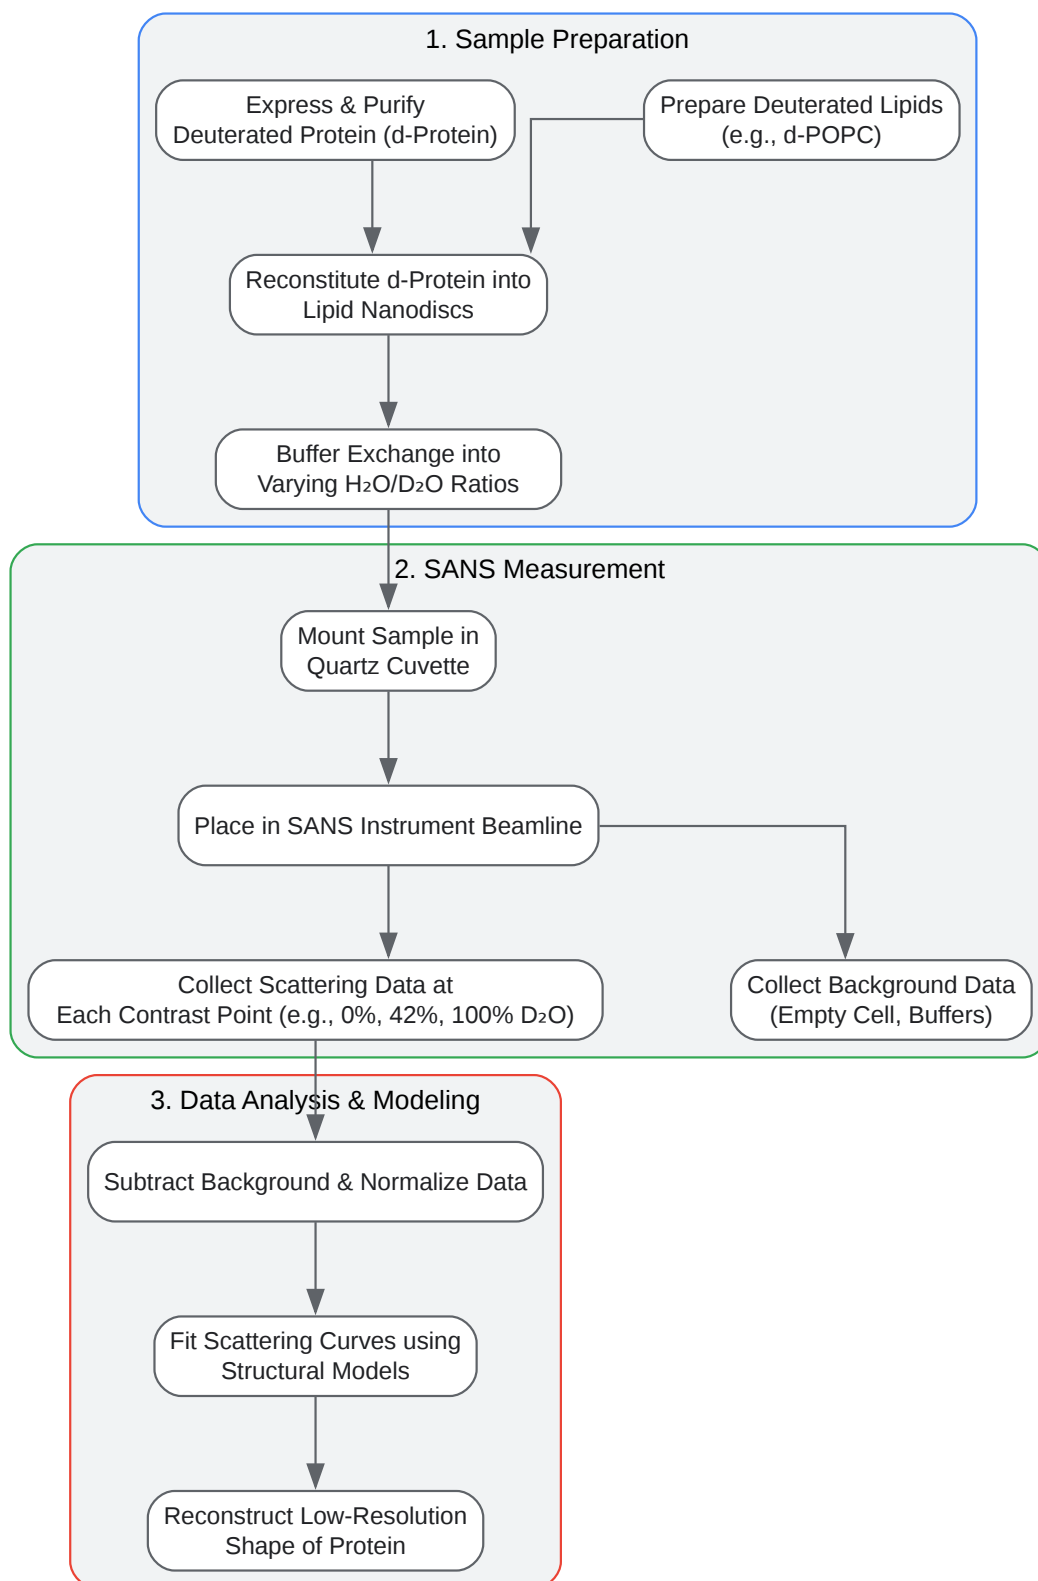 1. Sample Preparation
Express & Purify
Deuterated Protein (d-Protein)
Prepare Deuterated Lipids
(e.g., d-POPC)
Reconstitute d-Protein into
Lipid Nanodiscs
Buffer Exchange into
Varying H₂O/D₂O Ratios
2. SANS Measurement
Mount Sample in
Quartz Cuvette
Place in SANS Instrument Beamline
Collect Scattering Data at
Each Contrast Point (e.g., 0%, 42%, 100% D₂O)
Collect Background Data
(Empty Cell, Buffers)
3. Data Analysis & Modeling
Subtract Background & Normalize Data
Fit Scattering Curves using
Structural Models
Reconstruct Low-Resolution
Shape of Protein